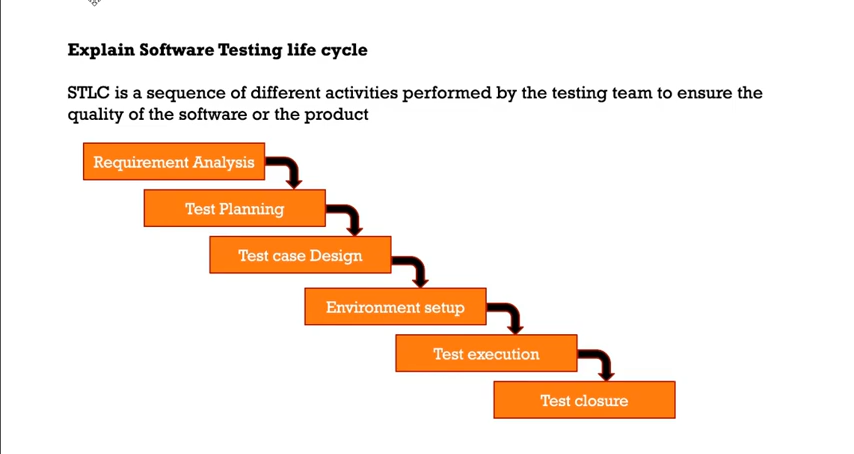 Explain Software Testing life cycle
STLC is a sequence of different activities performed by the testing team to ensure the
quality of the software or the product
Requirement Analysis
Test Planning
Test case Design
Environment setup
Test execution
Test closure